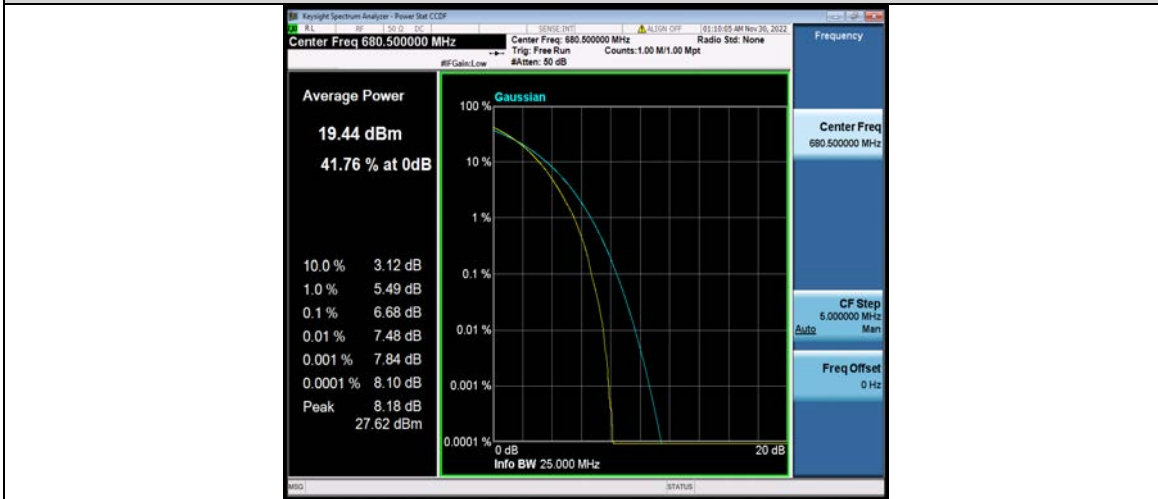 Keysight Spectrum Analyzer - Power Stat CCDF
RL RF 50 Ω DC SENSE:INT ALIGN OFF 01:10:05 AM Nov 30, 2022
Center Freq 680.500000 MHz
Center Freq: 680.500000 MHz Radio Std: None
Trig: Free Run Counts:1.00 M/1.00 Mpt
#IFGain:Low #Atten: 50 dB
Frequency
Average Power
19.44 dBm
41.76 % at 0dB
10.0 % 3.12 dB
1.0 % 5.49 dB
0.1 % 6.68 dB
0.01 % 7.48 dB
0.001 % 7.84 dB
0.0001 % 8.10 dB
Peak 8.18 dB
27.62 dBm
Gaussian
100 %
10 %
1 %
0.1 %
0.01 %
0.001 %
0.0001 %
0 dB 20 dB
Info BW 25.000 MHz
Center Freq
680.500000 MHz
CF Step
5.000000 MHz
Auto Man
Freq Offset
0 Hz
MSG STATUS